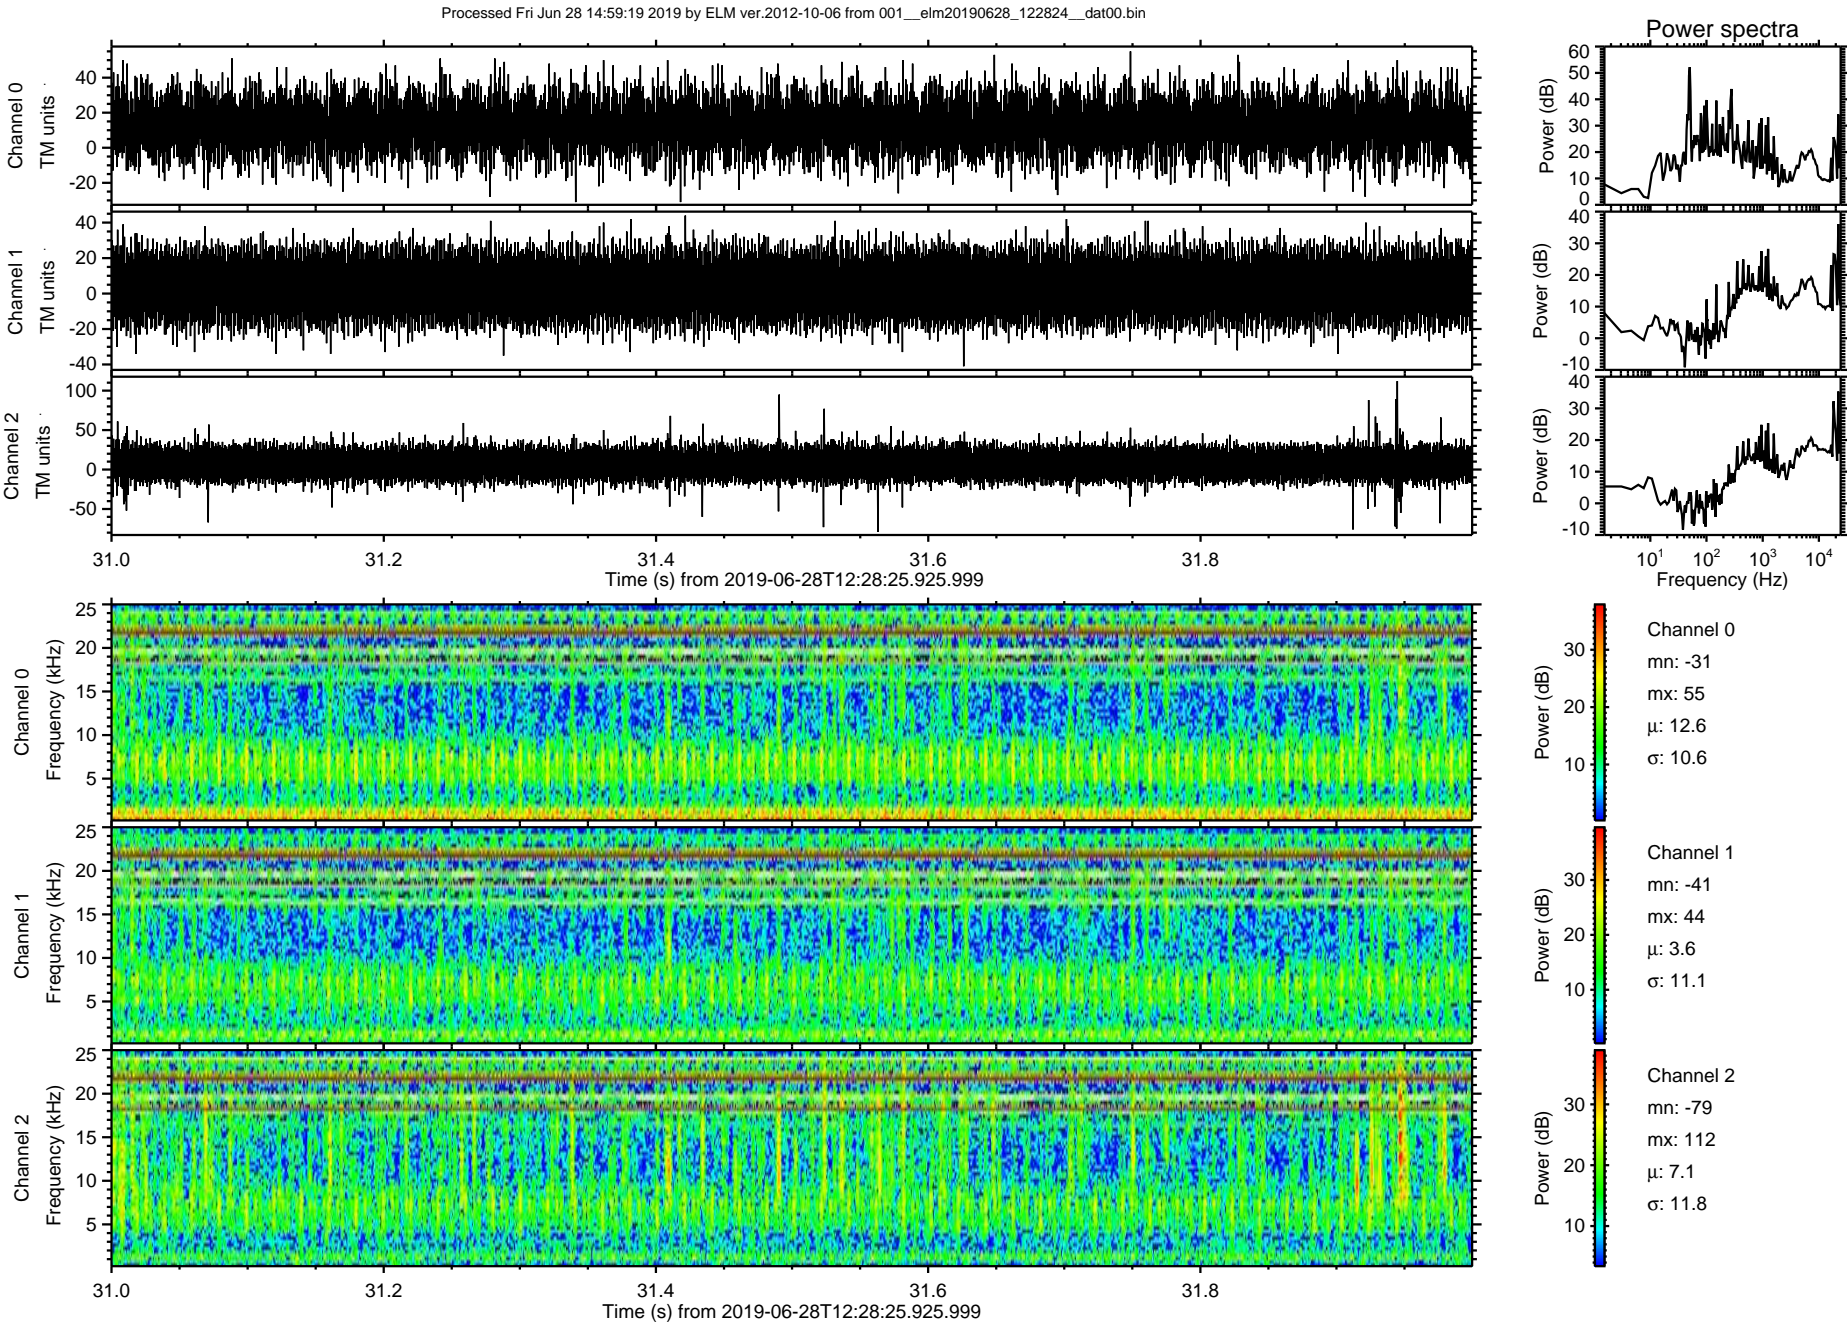 Processed Fri Jun 28 14:59:19 2019 by ELM ver.2012-10-06 from 001__elm20190628_122824__dat00.bin
Power spectra
Channel 0
TM units
40
20
0
-20
Power (dB)
60
50
40
30
20
10
0
Channel 1
TM units
40
20
0
-20
-40
Power (dB)
40
30
20
10
0
-10
Channel 2
TM units
100
50
0
-50
Power (dB)
40
30
20
10
0
-10
31.0 31.2 31.4 31.6 31.8
Time (s) from 2019-06-28T12:28:25.925.999
10^1 10^2 10^3 10^4
Frequency (Hz)
Channel 0
Frequency (kHz)
25
20
15
10
5
Power (dB)
30
20
10
Channel 0
mn: -31
mx: 55
μ: 12.6
σ: 10.6
Channel 1
Frequency (kHz)
25
20
15
10
5
Power (dB)
30
20
10
Channel 1
mn: -41
mx: 44
μ: 3.6
σ: 11.1
Channel 2
Frequency (kHz)
25
20
15
10
5
Power (dB)
30
20
10
Channel 2
mn: -79
mx: 112
μ: 7.1
σ: 11.8
31.0 31.2 31.4 31.6 31.8
Time (s) from 2019-06-28T12:28:25.925.999